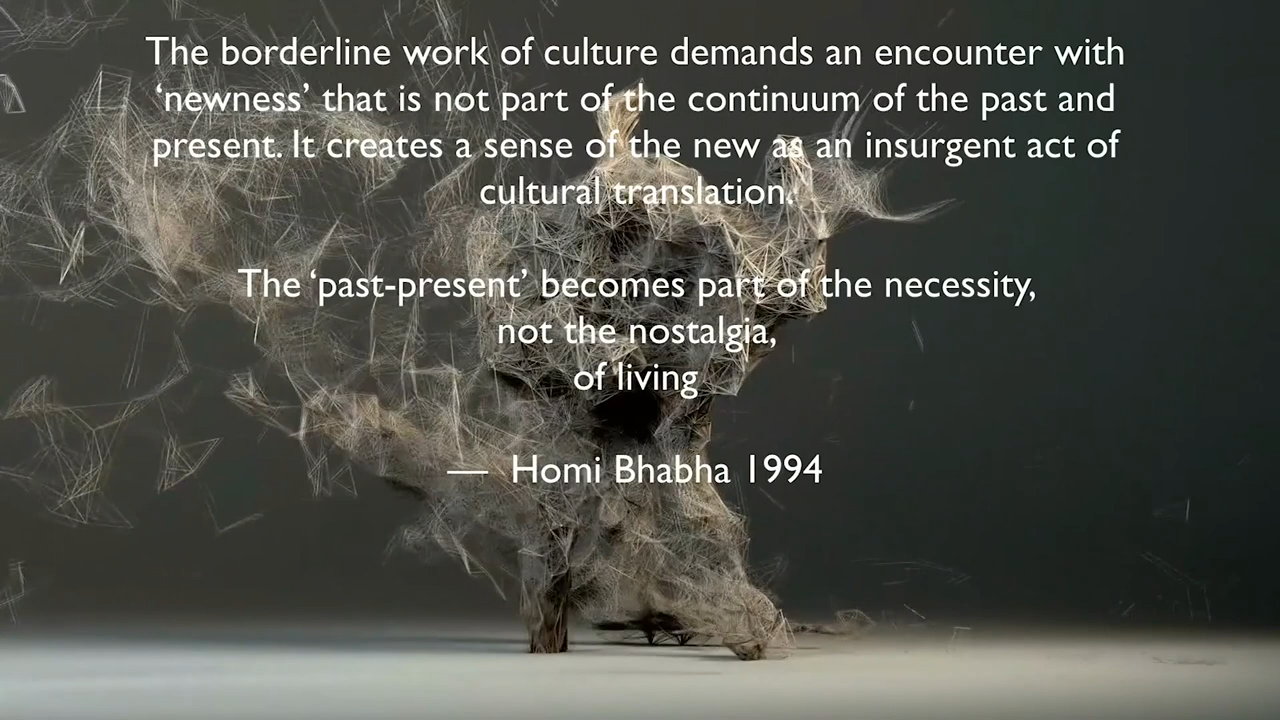 The borderline work of culture demands an encounter with
‘newness’ that is not part of the continuum of the past and
present. It creates a sense of the new as an insurgent act of
cultural translation.
The ‘past-present’ becomes part of the necessity,
not the nostalgia,
of living
— Homi Bhabha 1994